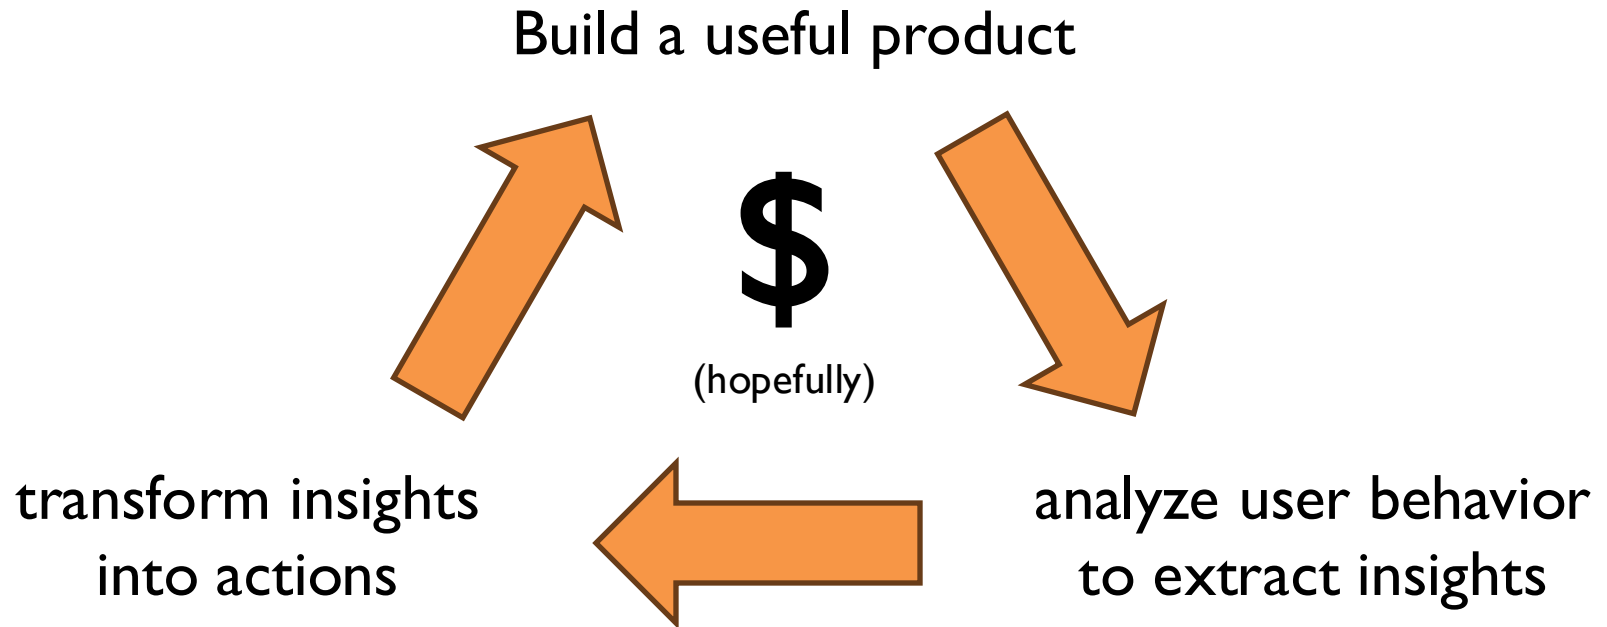 Build a useful product
$
(hopefully)
transform insights
into actions
analyze user behavior
to extract insights